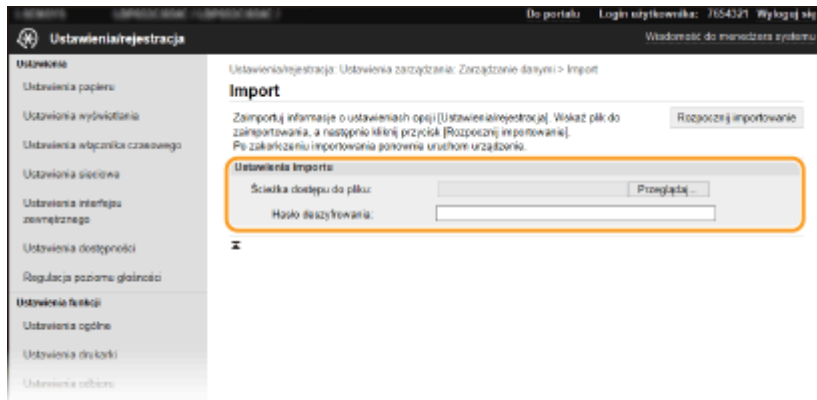 Do portalu Login użytkownika: 7654321 Wyloguj się
Ustawienia/rejestracja
Wiadomość do menedżera systemu
Ustawienia
Ustawienia papieru
Ustawienia wyświetlania
Ustawienia włącznika czasowego
Ustawienia sieciowe
Ustawienia interfejsu
zewnętrznego
Ustawienia dostępności
Regulacja poziomu głośności
Ustawienia funkcji
Ustawienia ogólne
Ustawienia drukarki
Ustawienia odbioru
Ustawienia/rejestracja: Ustawienia zarządzania: Zarządzanie danymi > Import
Import
Zaimportuj informacje o ustawieniach opcji [Ustawienia/rejestracja]. Wskaż plik do
zaimportowania, a następnie kliknij przycisk [Rozpocznij importowanie].
Po zakończeniu importowania ponownie uruchom urządzenie.
Rozpocznij importowanie
Ustawienia importu
Ścieżka dostępu do pliku:
Przeglądaj...
Hasło deszyfrowania: